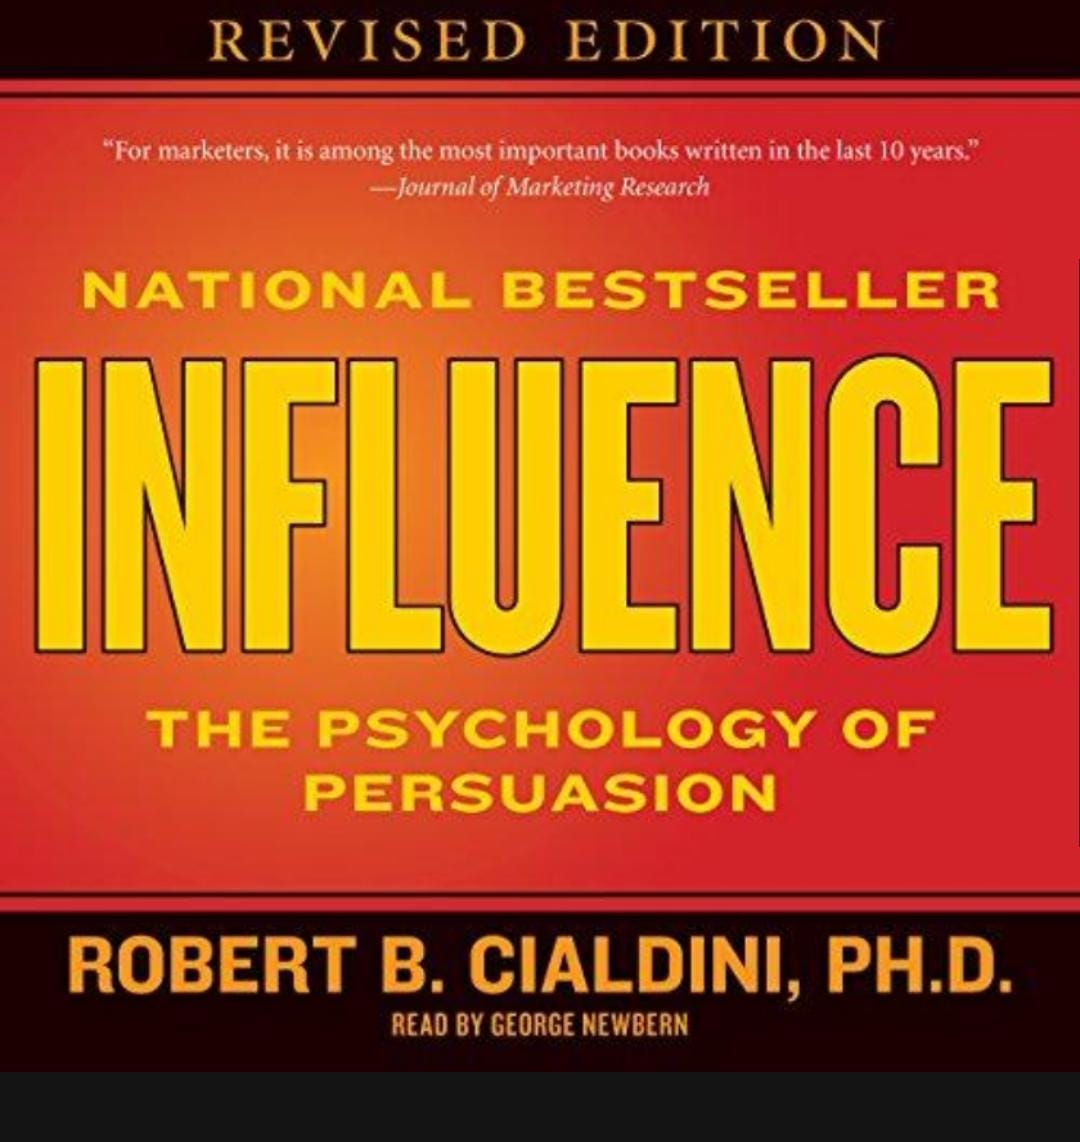 REVISED EDITION
“For marketers, it is among the most important books written in the last 10 years.”
—Journal of Marketing Research
NATIONAL BESTSELLER
INFLUENCE
THE PSYCHOLOGY OF
PERSUASION
ROBERT B. CIALDINI, PH.D.
READ BY GEORGE NEWBERN